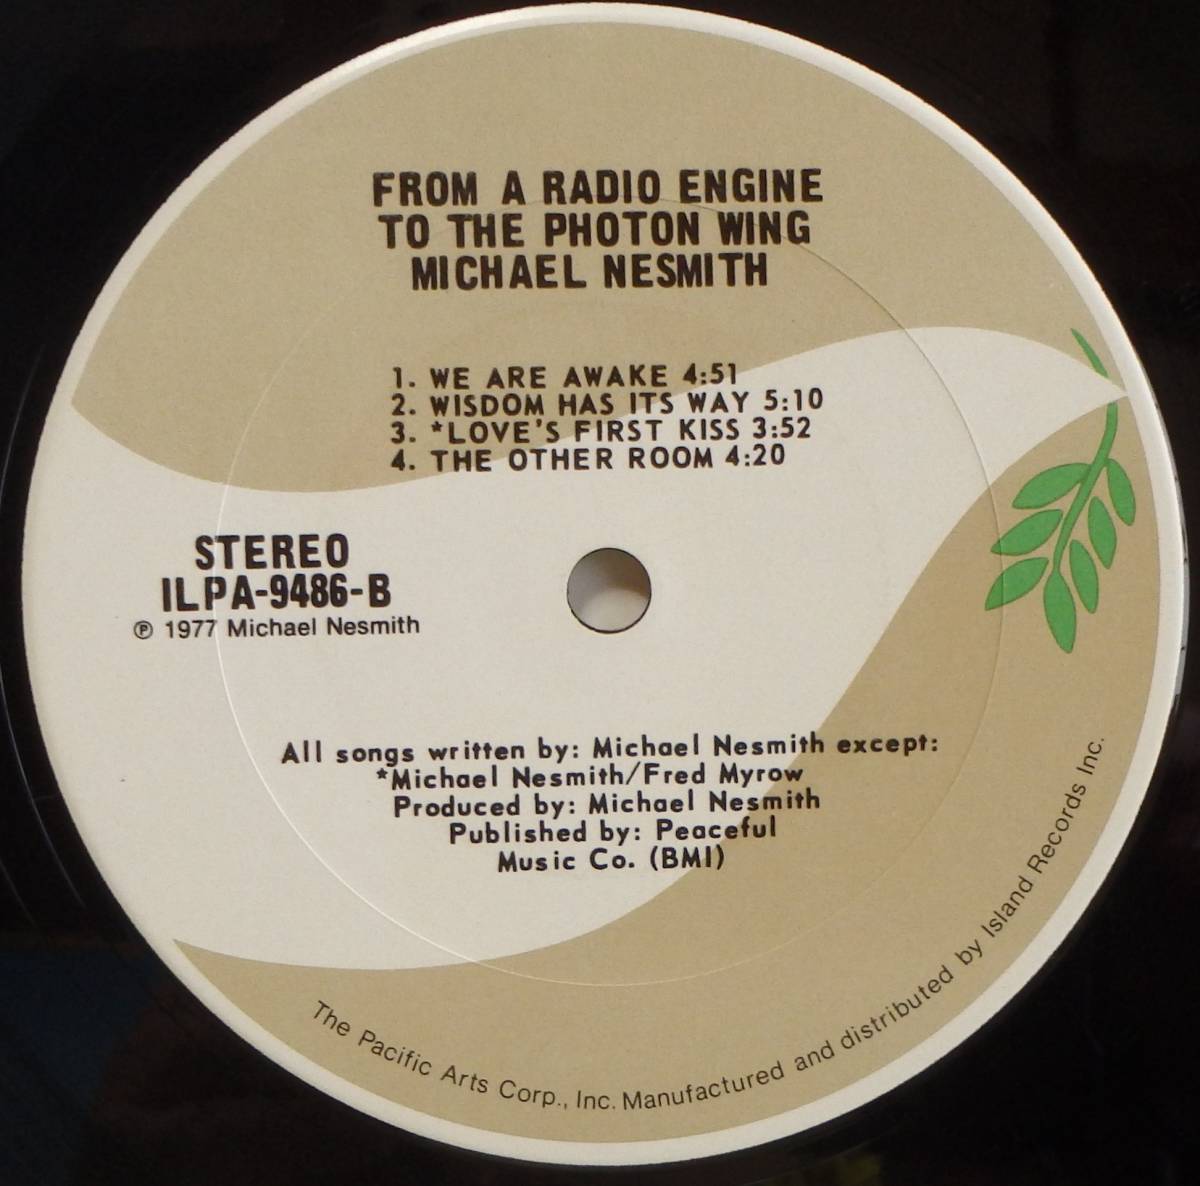 FROM A RADIO ENGINE
TO THE PHOTON WING
MICHAEL NESMITH
1. WE ARE AWAKE 4:51
2. WISDOM HAS ITS WAY 5:10
3. *LOVE'S FIRST KISS 3:52
4. THE OTHER ROOM 4:20
STEREO
ILPA-9486-B
℗ 1977 Michael Nesmith
All songs written by: Michael Nesmith except:
*Michael Nesmith/Fred Myrow
Produced by: Michael Nesmith
Published by: Peaceful
Music Co. (BMI)
The Pacific Arts Corp., Inc. Manufactured and distributed by Island Records Inc.